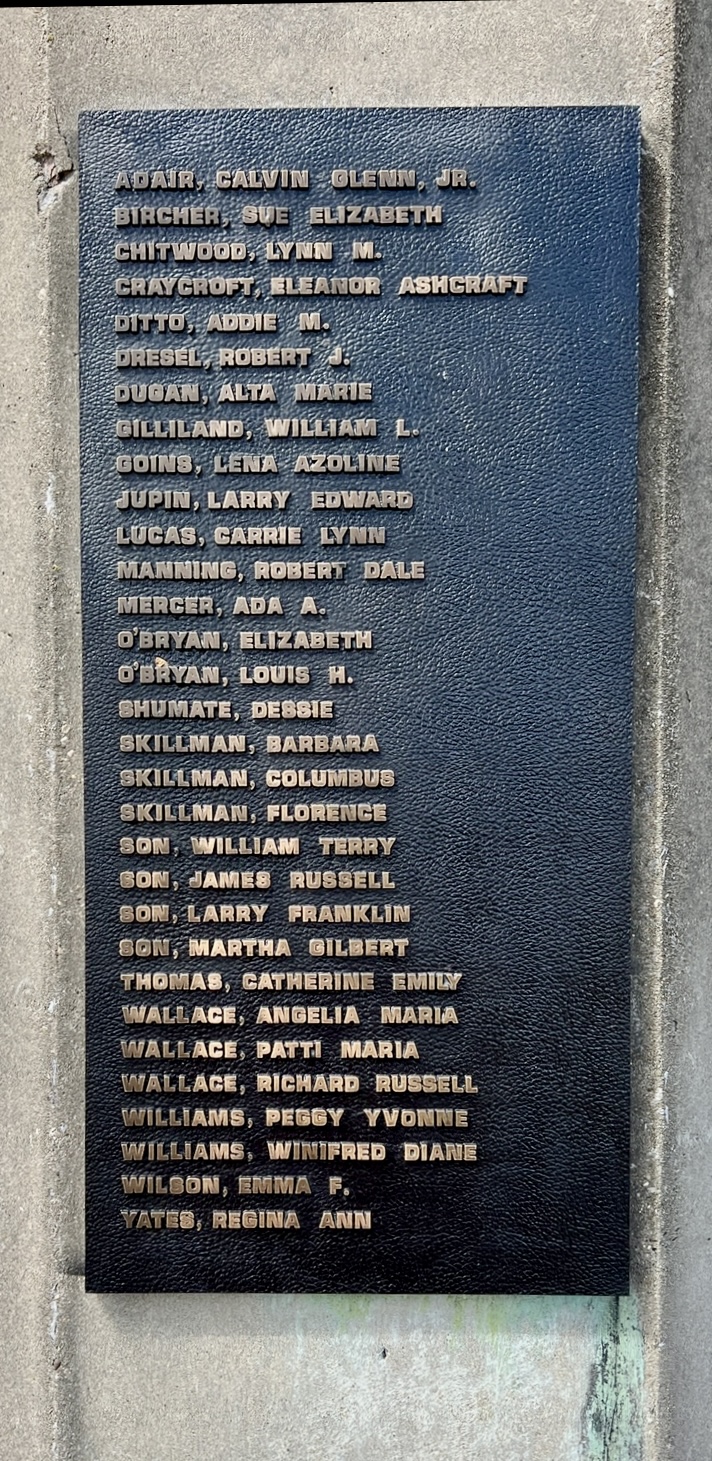 ADAIR, CALVIN GLENN, JR.
BIRCHER, SUE ELIZABETH
CHITWOOD, LYNN M.
CRAYCROFT, ELEANOR ASHCRAFT
DITTO, ADDIE M.
DRESEL, ROBERT J.
DUGAN, ALTA MARIE
GILLILAND, WILLIAM L.
GOINS, LENA AZOLINE
JUPIN, LARRY EDWARD
LUCAS, CARRIE LYNN
MANNING, ROBERT DALE
MERCER, ADA A.
O'BRYAN, ELIZABETH
O'BRYAN, LOUIS H.
SHUMATE, DESSIE
SKILLMAN, BARBARA
SKILLMAN, COLUMBUS
SKILLMAN, FLORENCE
SON, WILLIAM TERRY
SON, JAMES RUSSELL
SON, LARRY FRANKLIN
SON, MARTHA GILBERT
THOMAS, CATHERINE EMILY
WALLACE, ANGELIA MARIA
WALLACE, PATTI MARIA
WALLACE, RICHARD RUSSELL
WILLIAMS, PEGGY YVONNE
WILLIAMS, WINIFRED DIANE
WILSON, EMMA F.
YATES, REGINA ANN